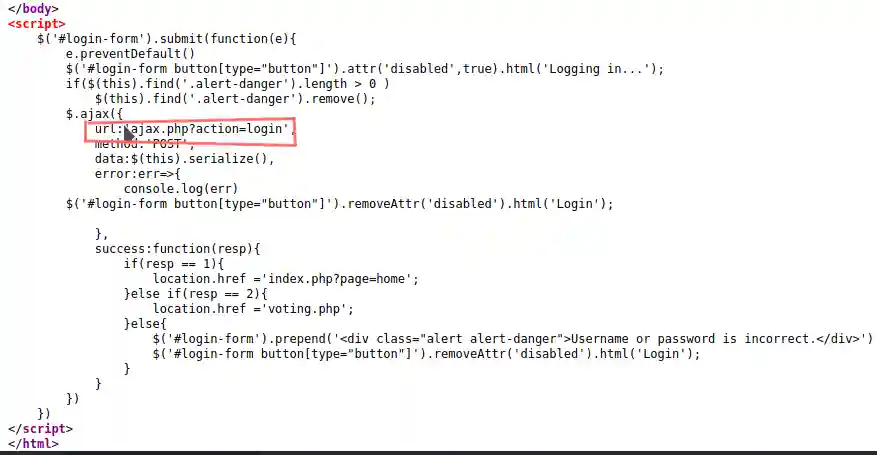 </body>
<script>
$('#login-form').submit(function(e){
e.preventDefault()
$('#login-form button[type="button"]').attr('disabled',true).html('Logging in...');
if($(this).find('.alert-danger').length > 0 )
$(this).find('.alert-danger').remove();
$.ajax({
url:'ajax.php?action=login',
method:'POST',
data:$(this).serialize(),
error:err=>{
console.log(err)
$('#login-form button[type="button"]').removeAttr('disabled').html('Login');
},
success:function(resp){
if(resp == 1){
location.href ='index.php?page=home';
}else if(resp == 2){
location.href ='voting.php';
}else{
$('#login-form').prepend('<div class="alert alert-danger">Username or password is incorrect.</div>')
$('#login-form button[type="button"]').removeAttr('disabled').html('Login');
}
}
})
})
</script>
</html>